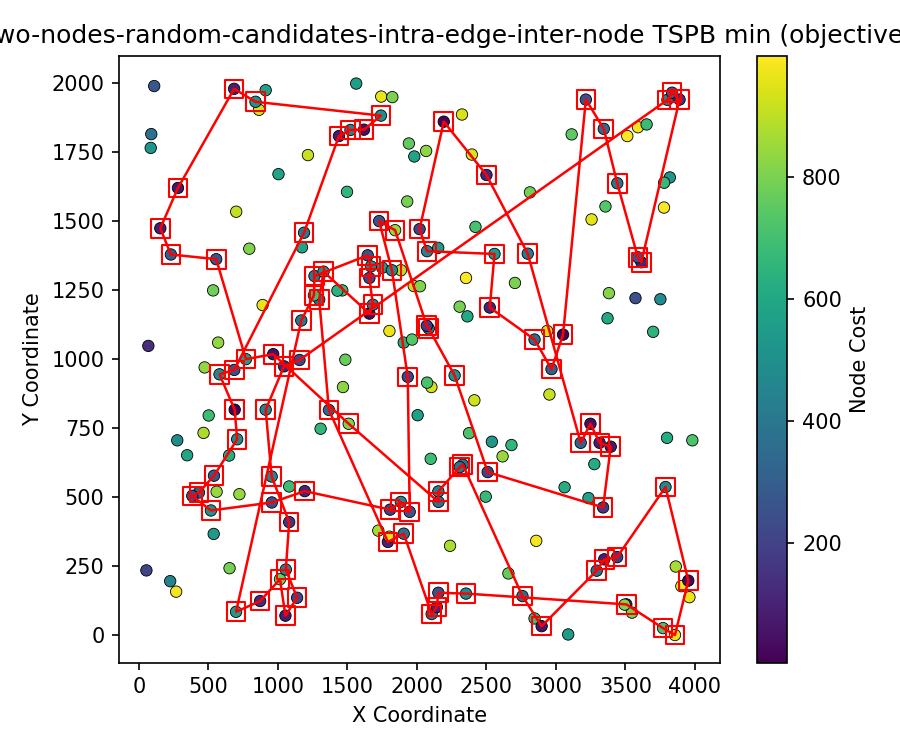 wo-nodes-random-candidates-intra-edge-inter-node TSPB min (objective
2000
1750
1500
1250
1000
750
500
250
0
Y Coordinate
0 500 1000 1500 2000 2500 3000 3500 4000
X Coordinate
800
600
400
200
Node Cost